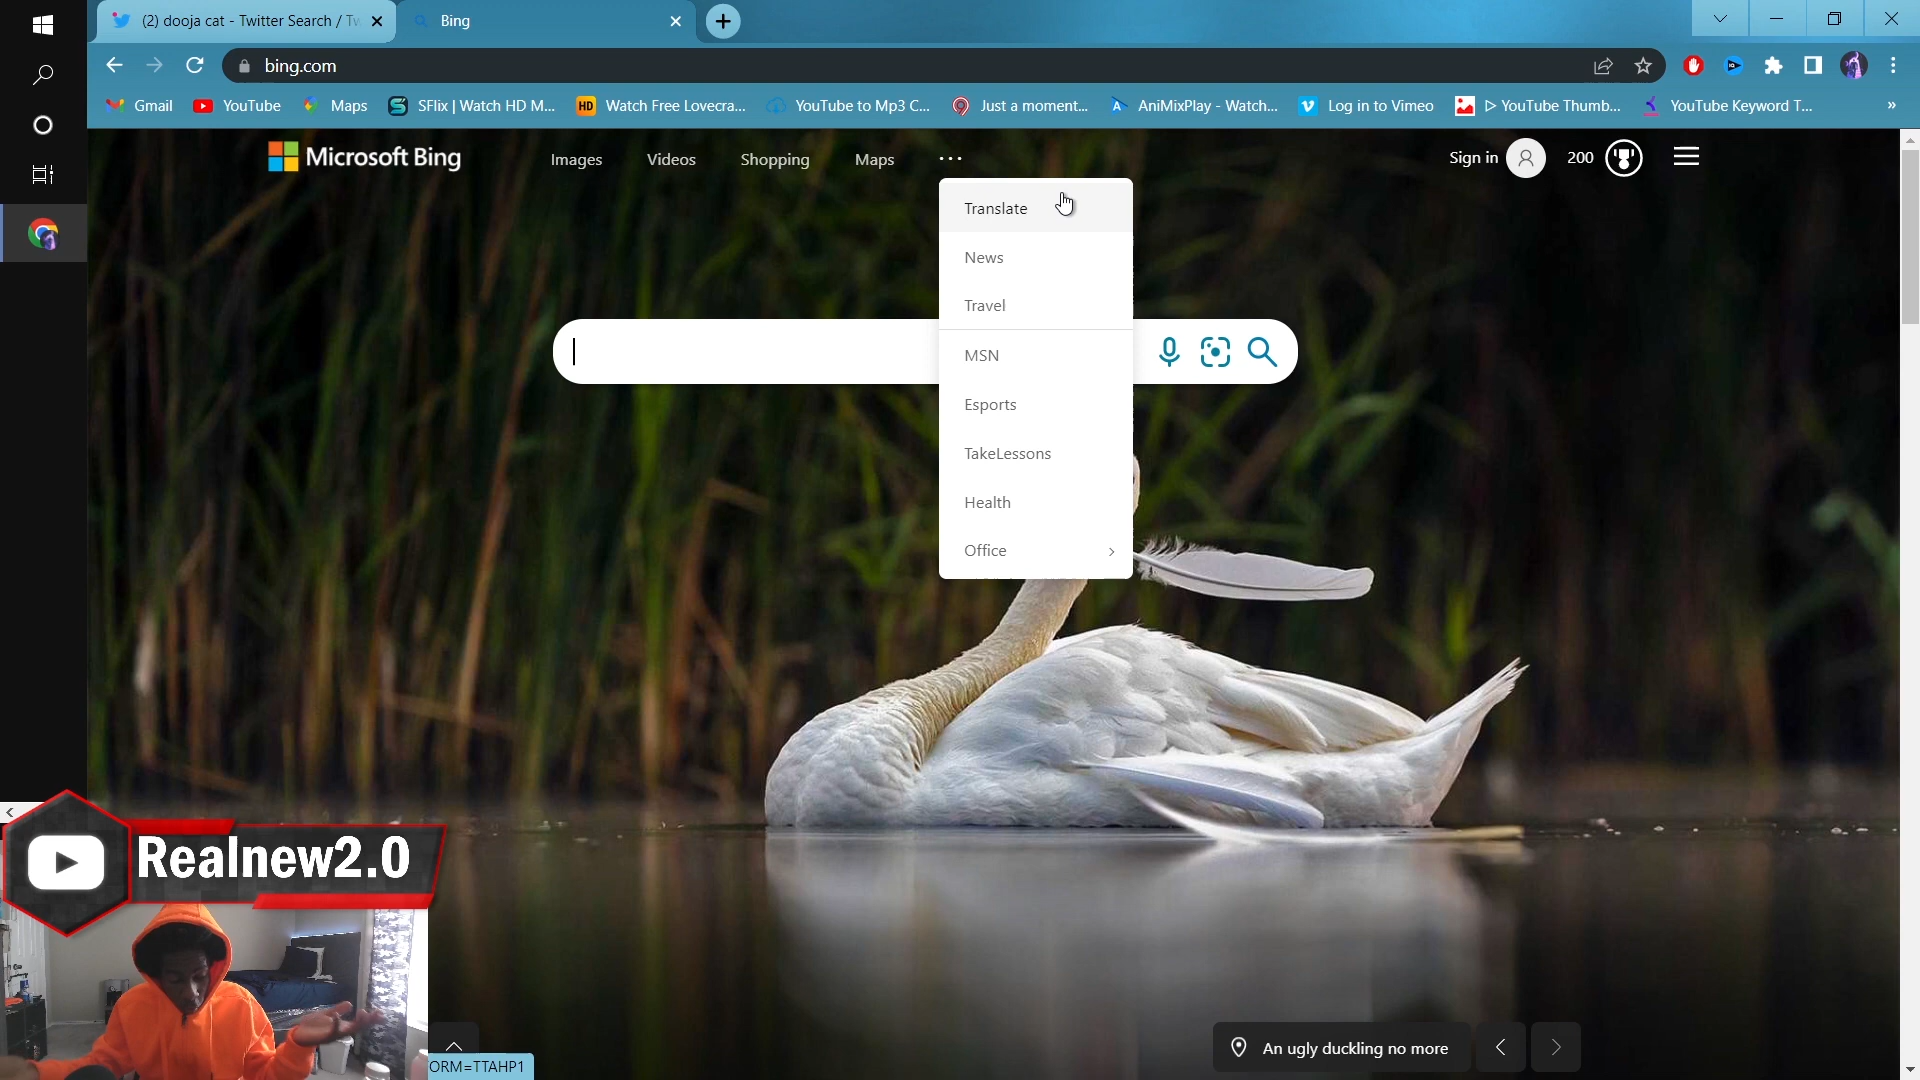 (2) dooja cat - Twitter Search / Tw
Bing
bing.com
Gmail
YouTube
Maps
SFlix | Watch HD M...
HD
Watch Free Lovecra...
YouTube to Mp3 C...
Just a moment...
AniMixPlay - Watch...
Log in to Vimeo
▷ YouTube Thumb...
YouTube Keyword T...
»
Microsoft Bing
Images
Videos
Shopping
Maps
...
Sign in
200
Translate
News
Travel
MSN
Esports
TakeLessons
Health
Office
Realnew2.0
An ugly duckling no more
ORM=TTAHP1